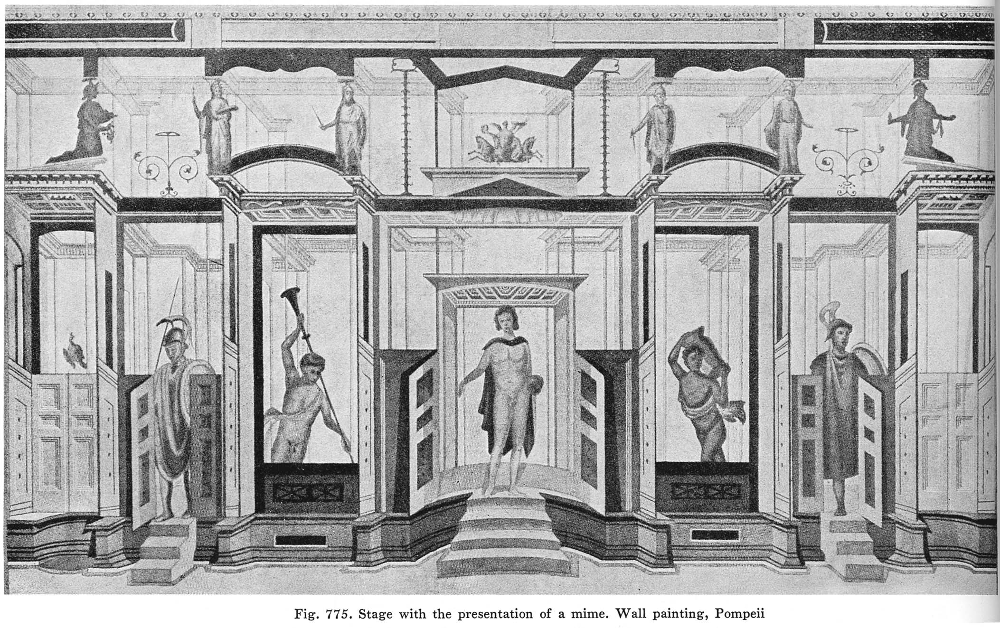 Fig. 775. Stage with the presentation of a mime. Wall painting, Pompeii